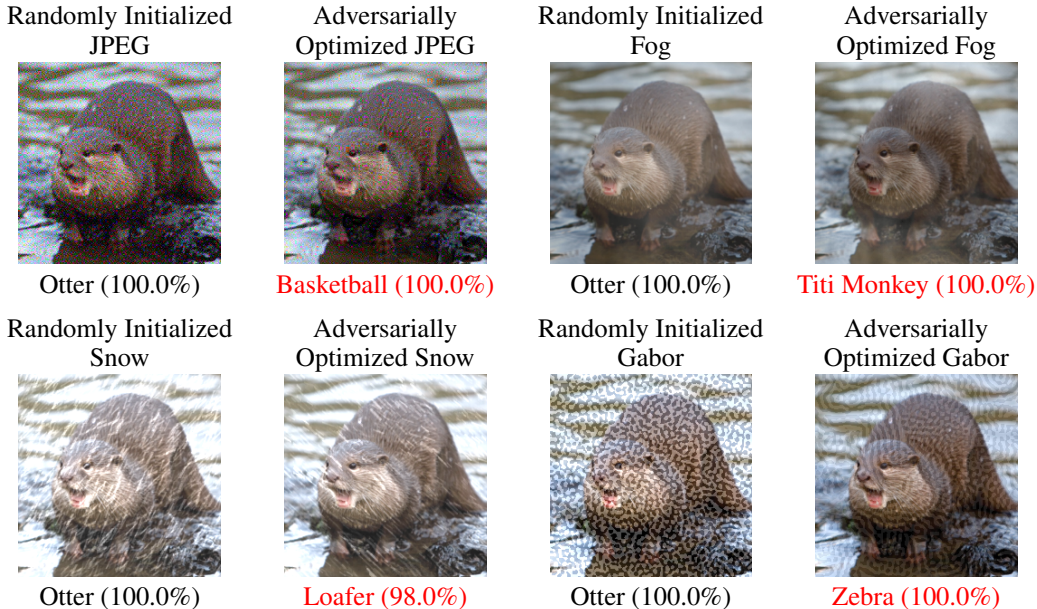 Randomly Initialized
JPEG
Adversarially
Optimized JPEG
Randomly Initialized
Fog
Adversarially
Optimized Fog
Otter (100.0%)
Basketball (100.0%)
Otter (100.0%)
Titi Monkey (100.0%)
Randomly Initialized
Snow
Adversarially
Optimized Snow
Randomly Initialized
Gabor
Adversarially
Optimized Gabor
Otter (100.0%)
Loafer (98.0%)
Otter (100.0%)
Zebra (100.0%)